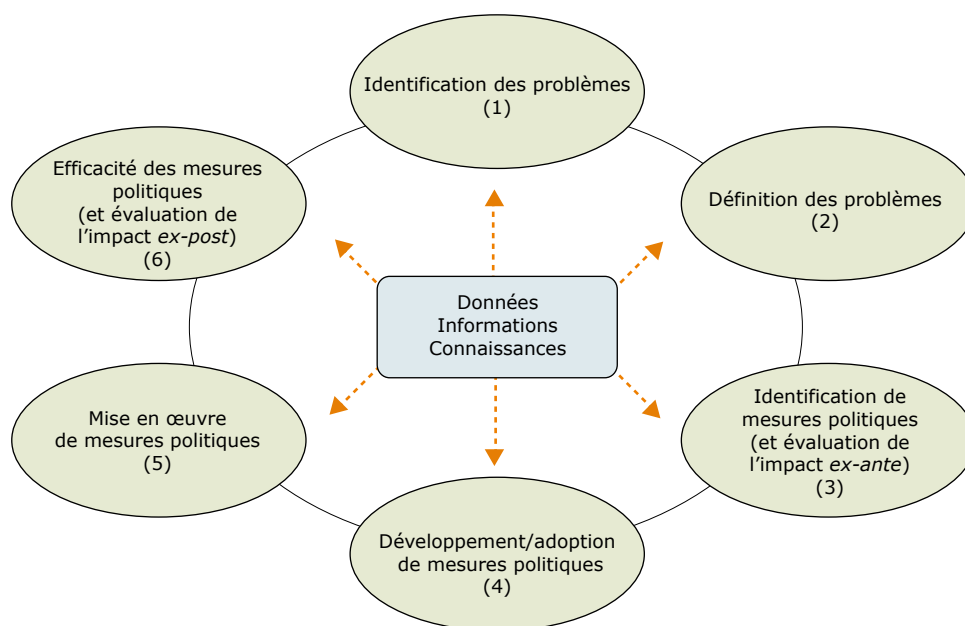 Identification des problèmes
(1)
Définition des problèmes
(2)
Identification de
mesures politiques
(et évaluation de
l'impact ex-ante)
(3)
Développement/adoption
de mesures politiques
(4)
Mise en œuvre
de mesures politiques
(5)
Efficacité des mesures
politiques
(et évaluation de
l'impact ex-post)
(6)
Données
Informations
Connaissances